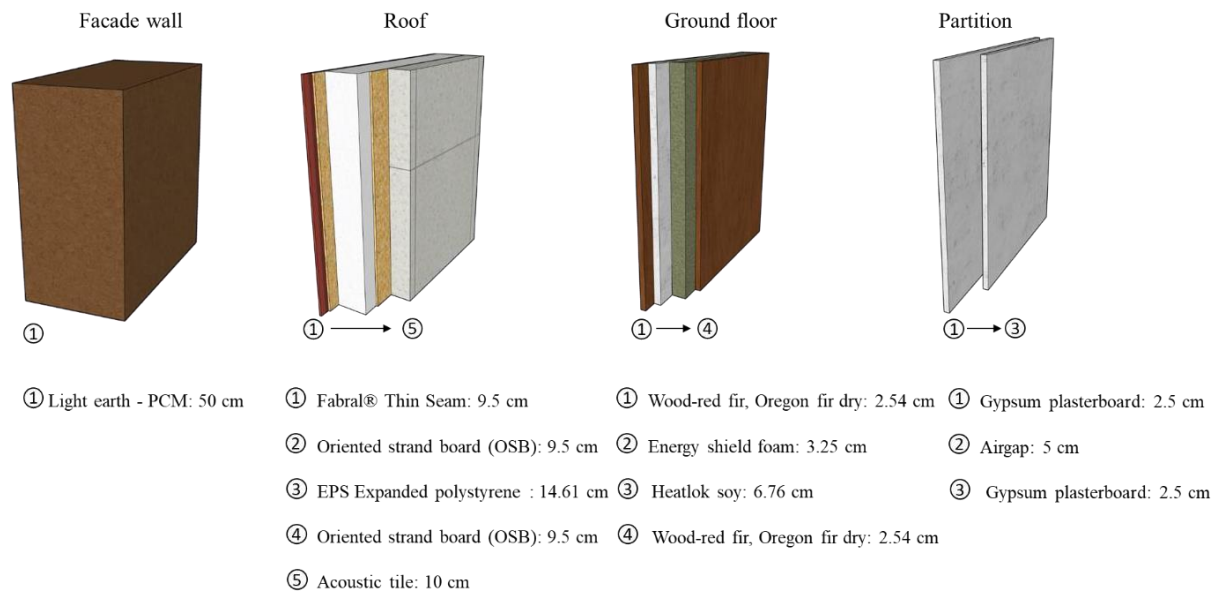 Facade wall
Roof
Ground floor
Partition
①
① → ⑤
① → ④
① → ③
① Light earth - PCM: 50 cm
① Fabral® Thin Seam: 9.5 cm
② Oriented strand board (OSB): 9.5 cm
③ EPS Expanded polystyrene : 14.61 cm
④ Oriented strand board (OSB): 9.5 cm
⑤ Acoustic tile: 10 cm
① Wood-red fir, Oregon fir dry: 2.54 cm
② Energy shield foam: 3.25 cm
③ Heatlok soy: 6.76 cm
④ Wood-red fir, Oregon fir dry: 2.54 cm
① Gypsum plasterboard: 2.5 cm
② Airgap: 5 cm
③ Gypsum plasterboard: 2.5 cm